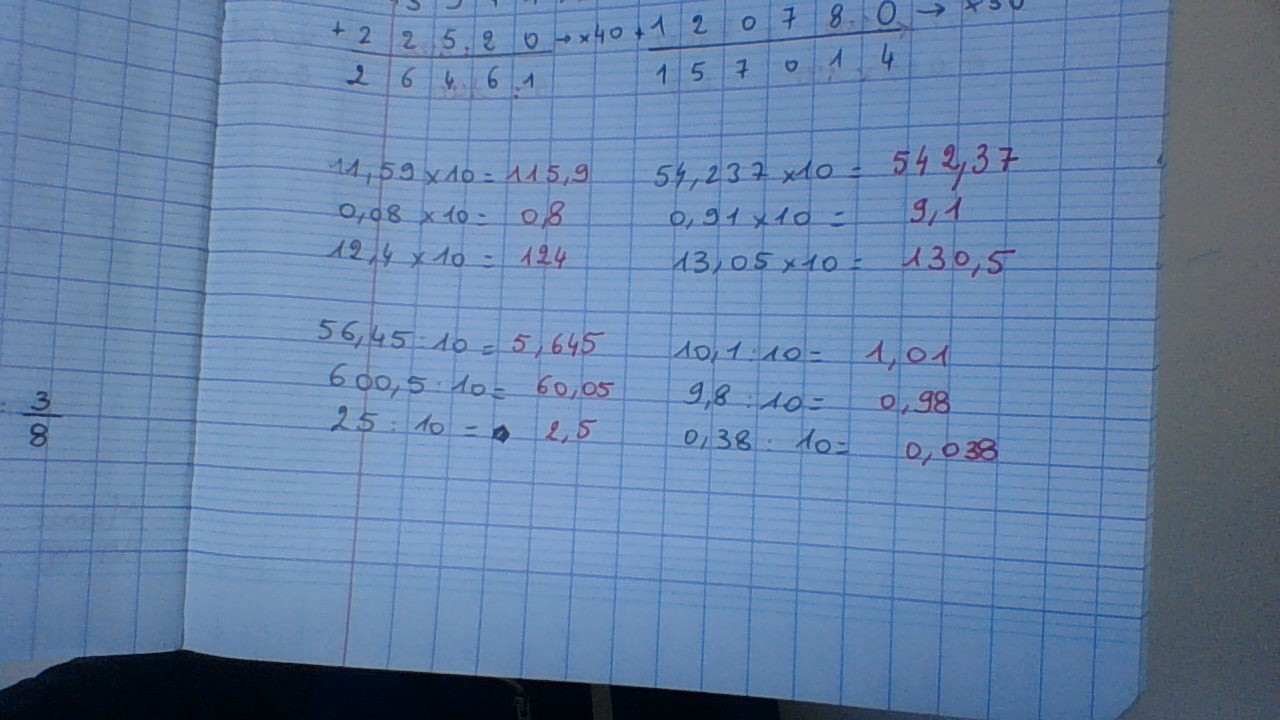 + 2 2 5.2 0 → ×40 + 1 2 0 7 8. 0 → ×30
2 6 4. 6.1 1 5 7 0 1 4
11,59 × 10 = 115,9 54,237 × 10 = 542,37
0,08 × 10 = 0,8 0,91 × 10 = 9,1
12,4 × 10 = 124 13,05 × 10 = 130,5
56,45 : 10 = 5,645 10,1 : 10 = 1,01
600,5 : 10 = 60,05 9,8 : 10 = 0,98
25 : 10 = 2,5 0,38 : 10 = 0,038
3
8